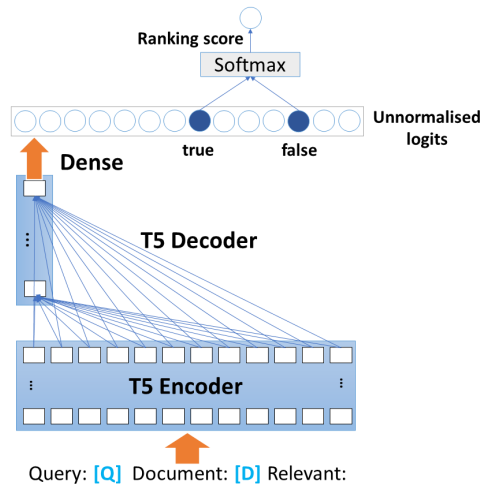 Ranking score
Softmax
Unnormalised
logits
true false
Dense
T5 Decoder
...
...
T5 Encoder
...
...
Query: [Q] Document: [D] Relevant: